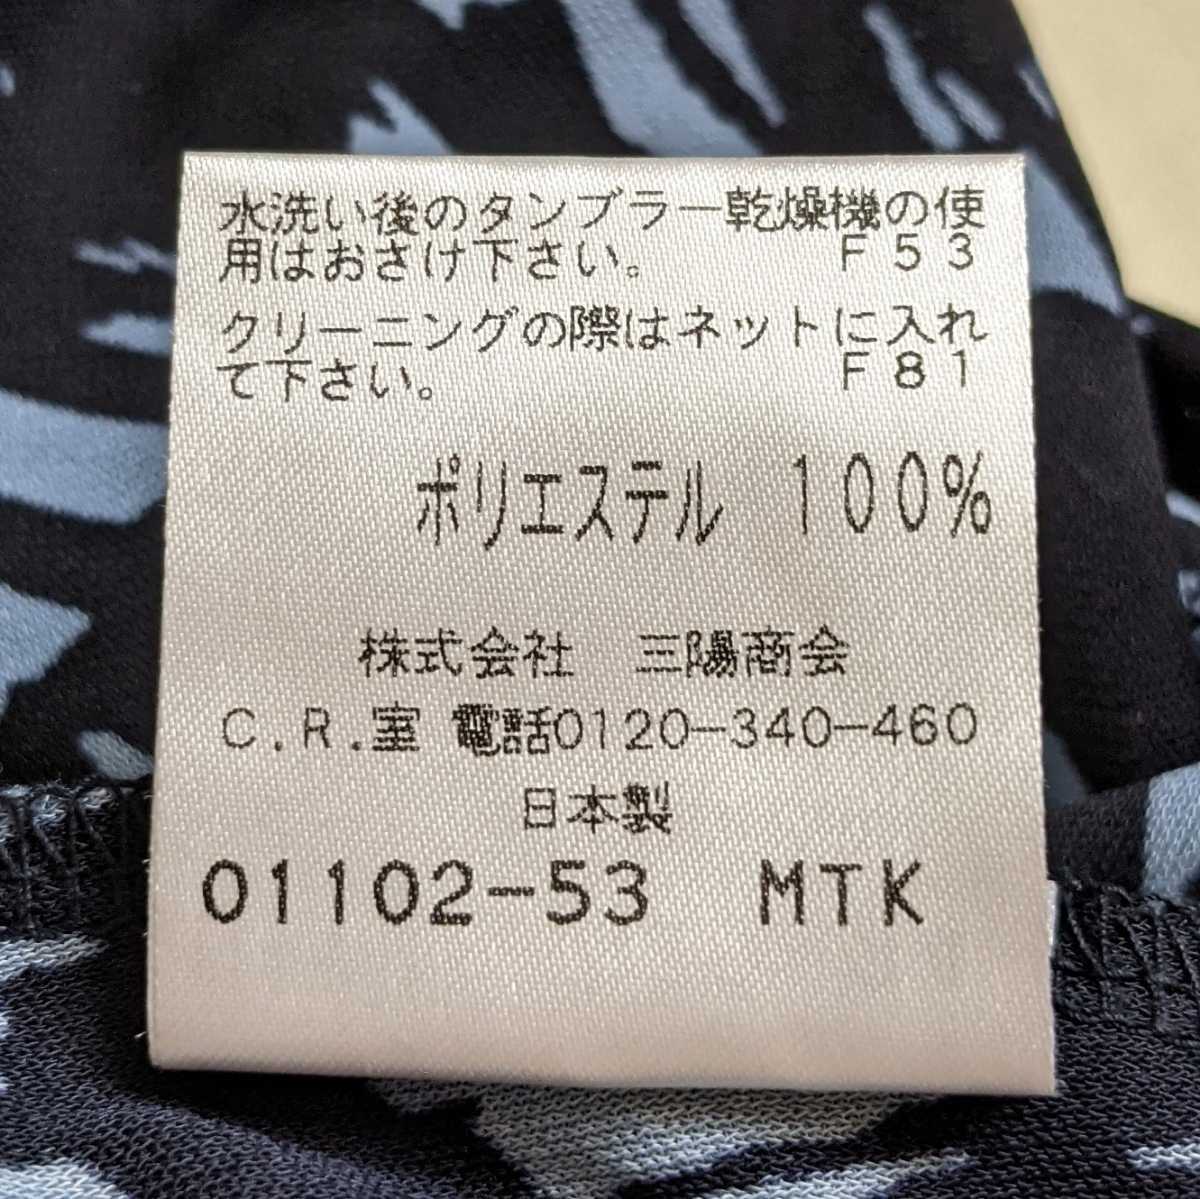 水洗い後のタンブラー乾燥機の使
用はおさけ下さい。 F53
クリーニングの際はネットに入れ
て下さい。 F81
ポリエステル 100%
株式会社 三陽商会
C.R.室 電話0120-340-460
日本製
01102-53 MTK